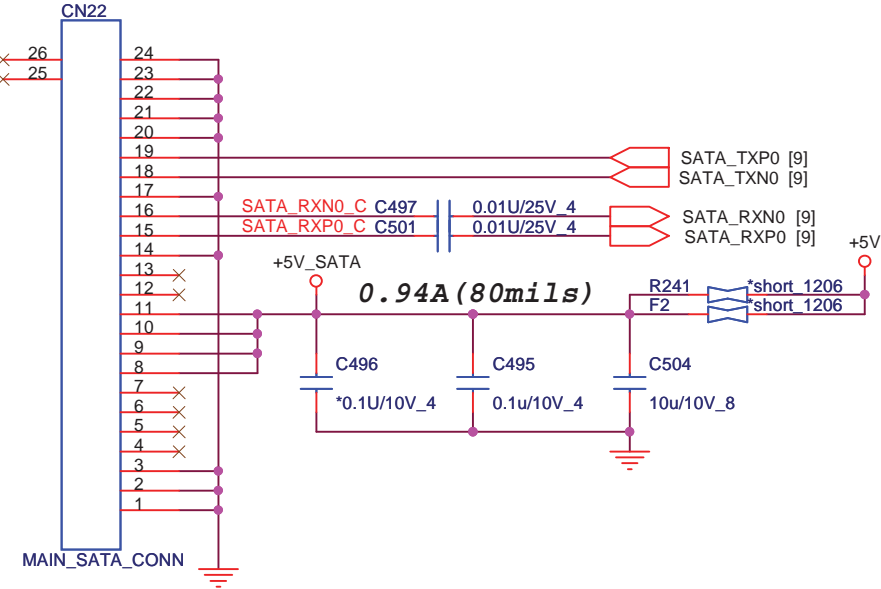 CN22
26
25
24
23
22
21
20
19
18
17
16
15
14
13
12
11
10
9
8
7
6
5
4
3
2
1
SATA_TXP0 [9]
SATA_TXN0 [9]
SATA_RXN0_C C497 0.01U/25V_4 SATA_RXN0 [9]
SATA_RXP0_C C501 0.01U/25V_4 SATA_RXP0 [9]
+5V
+5V_SATA
0.94A(80mils)
R241 *short_1206
F2 *short_1206
C496
*0.1U/10V_4
C495
0.1u/10V_4
C504
10u/10V_8
MAIN_SATA_CONN